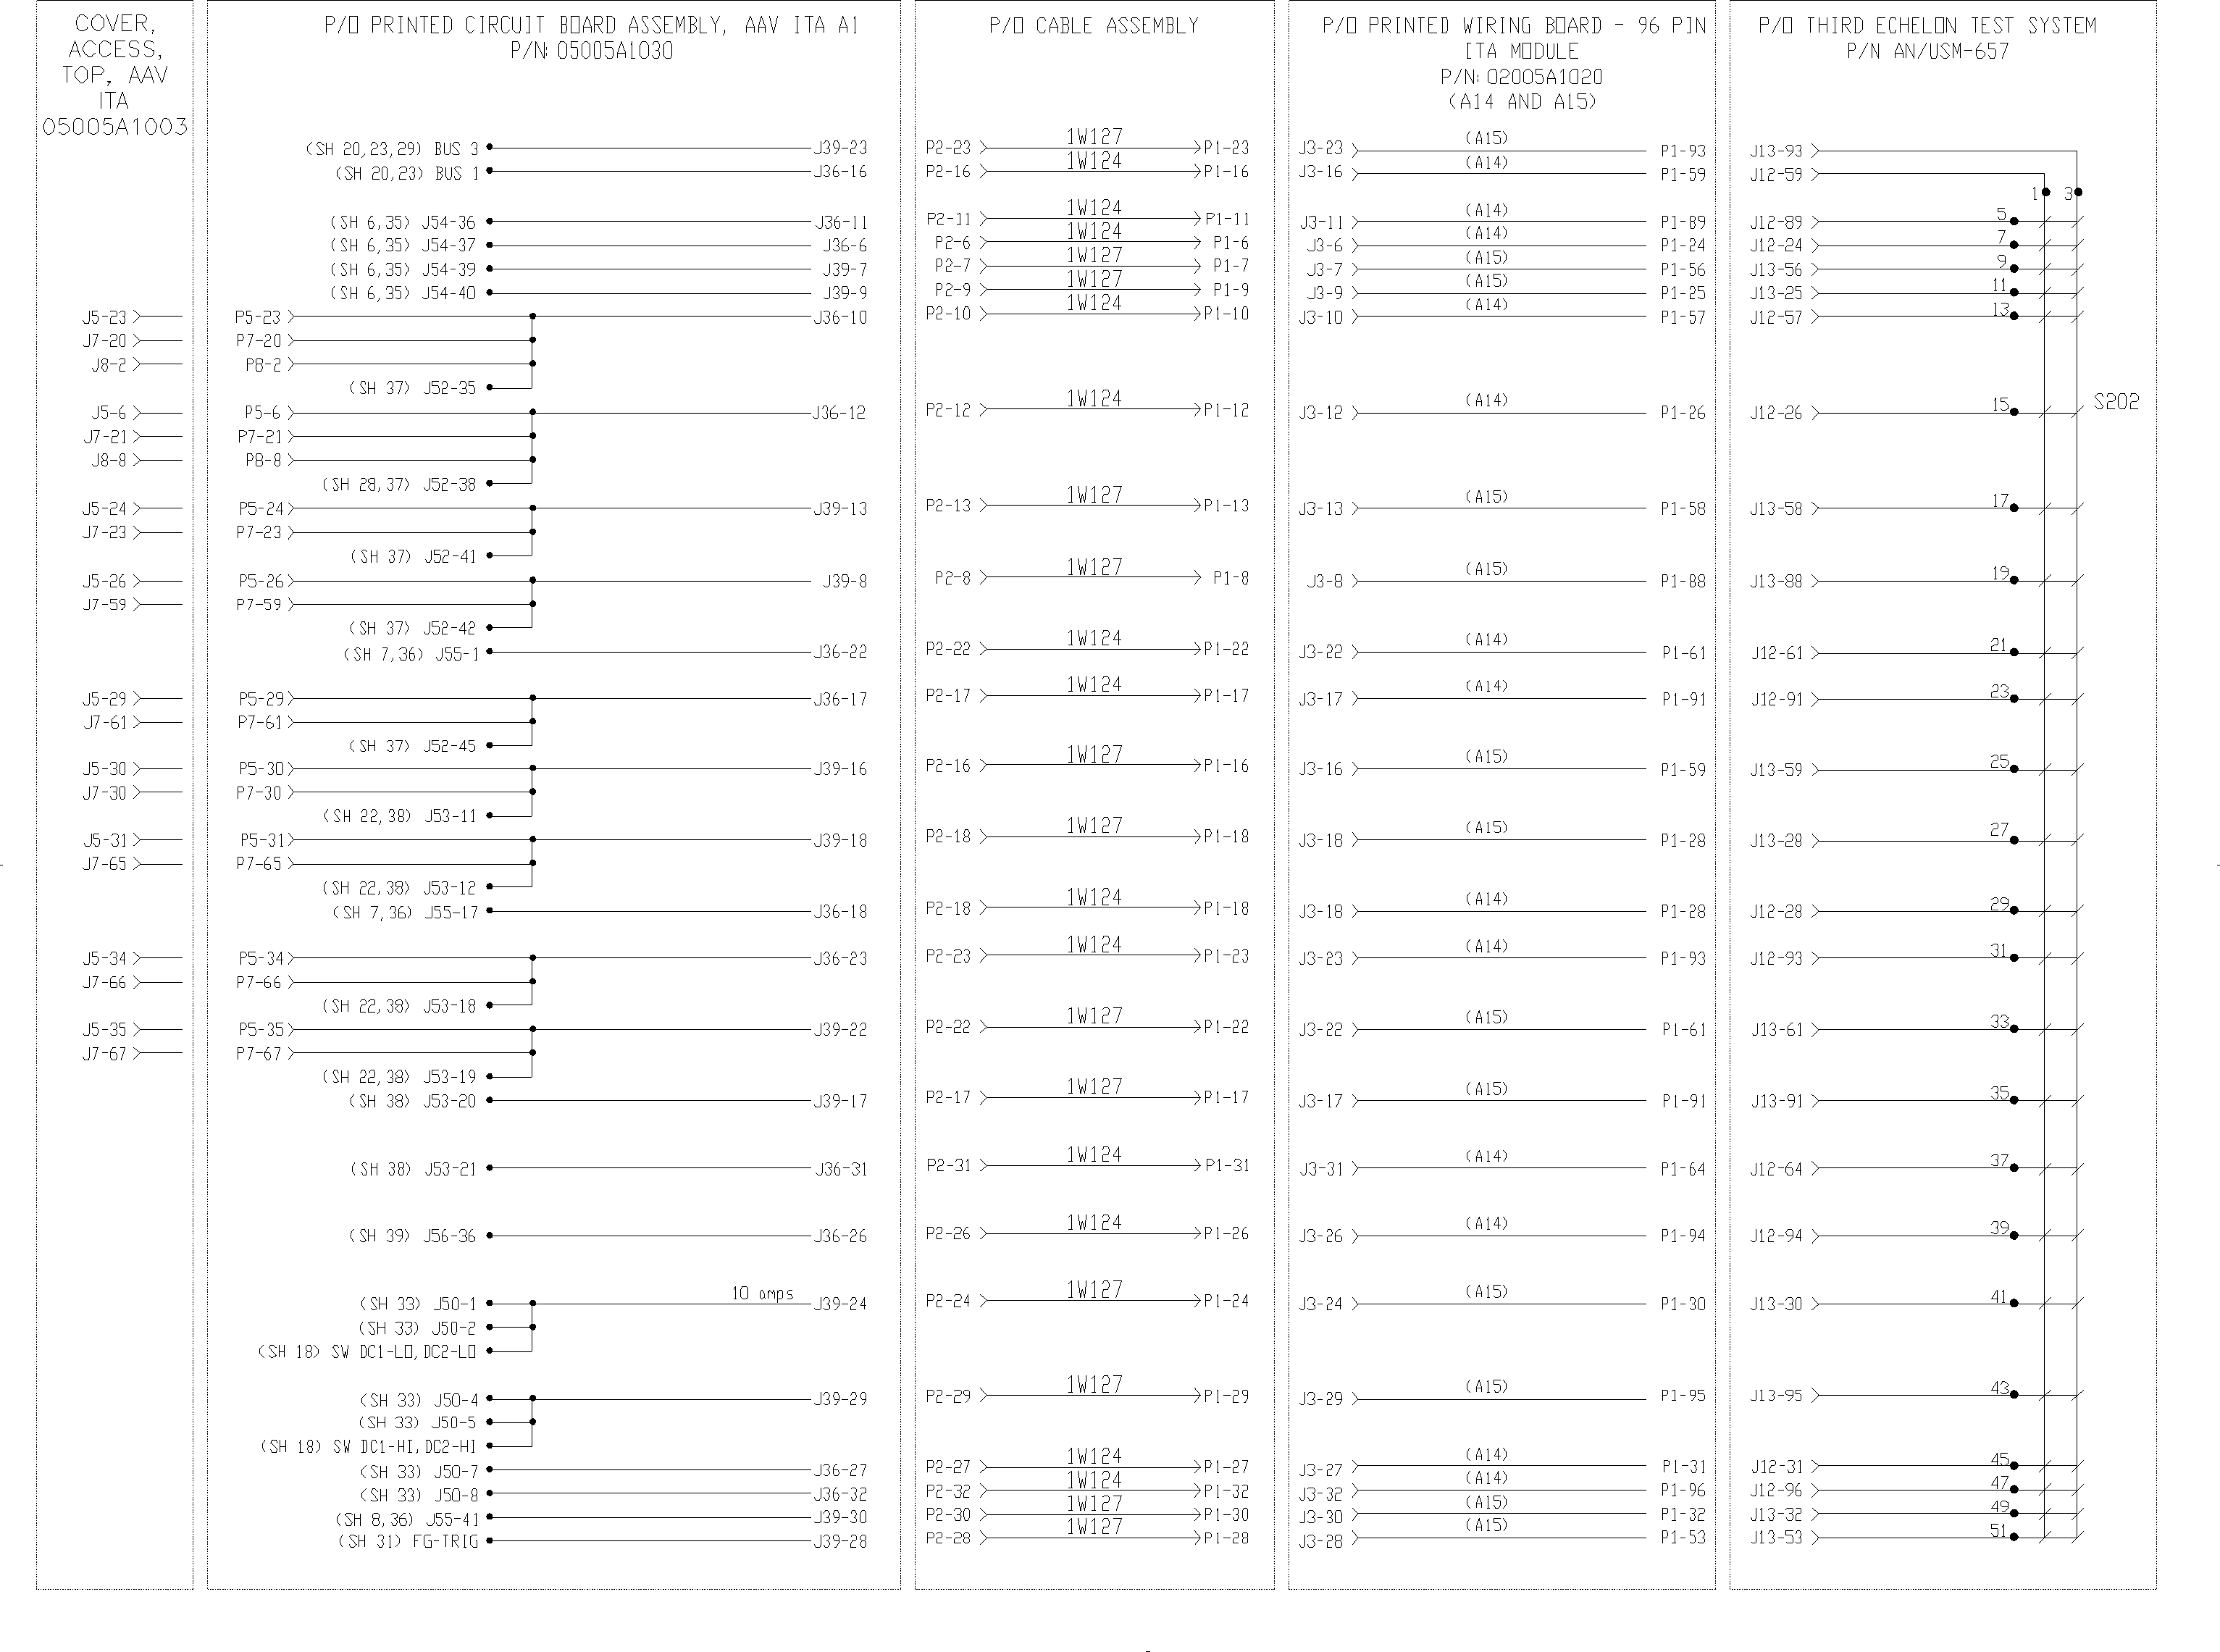 COVER,
ACCESS,
TOP, AAV
ITA
05005A1003
P/O PRINTED CIRCUIT BOARD ASSEMBLY, AAV ITA A1
P/N: 05005A1030
P/O CABLE ASSEMBLY
P/O PRINTED WIRING BOARD - 96 PIN
ITA MODULE
P/N: 02005A1020
(A14 AND A15)
P/O THIRD ECHELON TEST SYSTEM
P/N AN/USM-657
(SH 20,23,29) BUS 3 J39-23 P2-23 1W127 P1-23 J3-23 (A15) P1-93 J13-93
(SH 20,23) BUS 1 J36-16 P2-16 1W124 P1-16 J3-16 (A14) P1-59 J12-59
1 3
(SH 6,35) J54-36 J36-11 P2-11 1W124 P1-11 J3-11 (A14) P1-89 J12-89 5
(SH 6,35) J54-37 J36-6 P2-6 1W124 P1-6 J3-6 (A14) P1-24 J12-24 7
(SH 6,35) J54-39 J39-7 P2-7 1W127 P1-7 J3-7 (A15) P1-56 J13-56 9
(SH 6,35) J54-40 J39-9 P2-9 1W127 P1-9 J3-9 (A15) P1-25 J13-25 11
J5-23 P5-23 J36-10 P2-10 1W124 P1-10 J3-10 (A14) P1-57 J12-57 13
J7-20 P7-20
J8-2 P8-2
(SH 37) J52-35
J5-6 P5-6 J36-12 P2-12 1W124 P1-12 J3-12 (A14) P1-26 J12-26 15 S202
J7-21 P7-21
J8-8 P8-8
(SH 28,37) J52-38
J5-24 P5-24 J39-13 P2-13 1W127 P1-13 J3-13 (A15) P1-58 J13-58 17
J7-23 P7-23
(SH 37) J52-41
J5-26 P5-26 J39-8 P2-8 1W127 P1-8 J3-8 (A15) P1-88 J13-88 19
J7-59 P7-59
(SH 37) J52-42
(SH 7,36) J55-1 J36-22 P2-22 1W124 P1-22 J3-22 (A14) P1-61 J12-61 21
J5-29 P5-29 J36-17 P2-17 1W124 P1-17 J3-17 (A14) P1-91 J12-91 23
J7-61 P7-61
(SH 37) J52-45
J5-30 P5-30 J39-16 P2-16 1W127 P1-16 J3-16 (A15) P1-59 J13-59 25
J7-30 P7-30
(SH 22,38) J53-11
J5-31 P5-31 J39-18 P2-18 1W127 P1-18 J3-18 (A15) P1-28 J13-28 27
J7-65 P7-65
(SH 22,38) J53-12
(SH 7,36) J55-17 J36-18 P2-18 1W124 P1-18 J3-18 (A14) P1-28 J12-28 29
J5-34 P5-34 J36-23 P2-23 1W124 P1-23 J3-23 (A14) P1-93 J12-93 31
J7-66 P7-66
(SH 22,38) J53-18
J5-35 P5-35 J39-22 P2-22 1W127 P1-22 J3-22 (A15) P1-61 J13-61 33
J7-67 P7-67
(SH 22,38) J53-19
(SH 38) J53-20 J39-17 P2-17 1W127 P1-17 J3-17 (A15) P1-91 J13-91 35
(SH 38) J53-21 J36-31 P2-31 1W124 P1-31 J3-31 (A14) P1-64 J12-64 37
(SH 39) J56-36 J36-26 P2-26 1W124 P1-26 J3-26 (A14) P1-94 J12-94 39
(SH 33) J50-1 10 amps J39-24 P2-24 1W127 P1-24 J3-24 (A15) P1-30 J13-30 41
(SH 33) J50-2
(SH 18) SW DC1-LO,DC2-LO
(SH 33) J50-4 J39-29 P2-29 1W127 P1-29 J3-29 (A15) P1-95 J13-95 43
(SH 33) J50-5
(SH 18) SW DC1-HI,DC2-HI
(SH 33) J50-7 J36-27 P2-27 1W124 P1-27 J3-27 (A14) P1-31 J12-31 45
(SH 33) J50-8 J36-32 P2-32 1W124 P1-32 J3-32 (A14) P1-96 J12-96 47
(SH 8,36) J55-41 J39-30 P2-30 1W127 P1-30 J3-30 (A15) P1-32 J13-32 49
(SH 31) FG-TRIG J39-28 P2-28 1W127 P1-28 J3-28 (A15) P1-53 J13-53 51